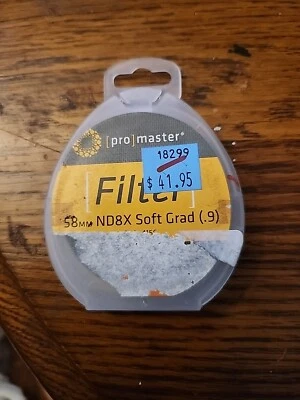 [pro]master®
18299
$41.95
[Filter]
58MM ND8X Soft Grad (.9)